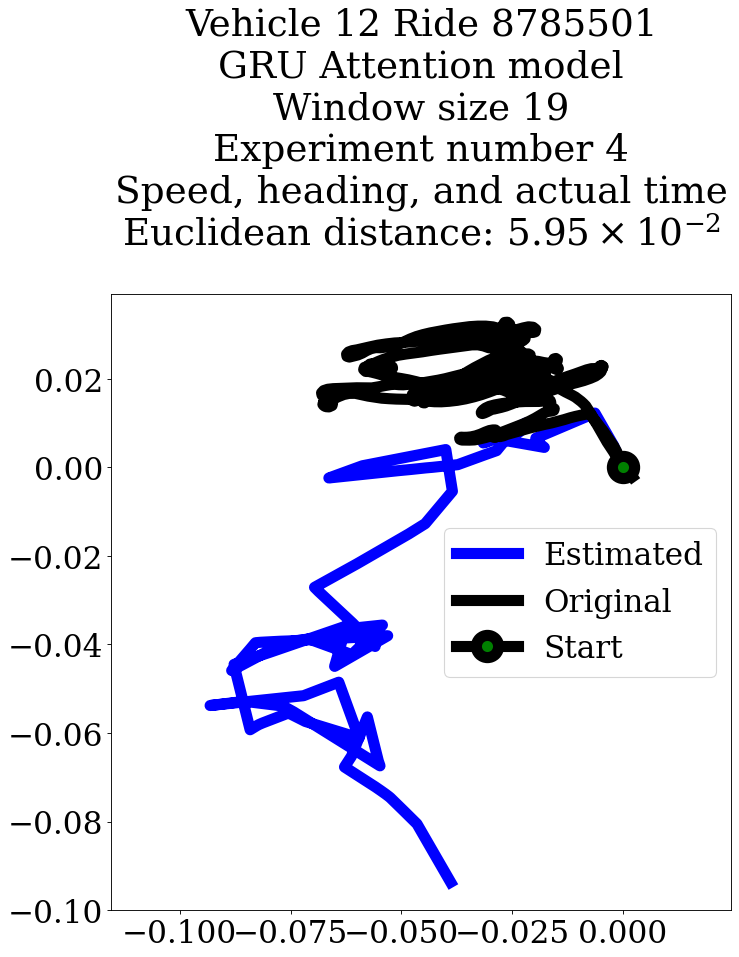 Vehicle 12 Ride 8785501
GRU Attention model
Window size 19
Experiment number 4
Speed, heading, and actual time
Euclidean distance: 5.95 × 10⁻²
0.02
0.00
−0.02
−0.04
−0.06
−0.08
−0.10
Estimated
Original
Start
−0.100 −0.075 −0.050 −0.025 0.000